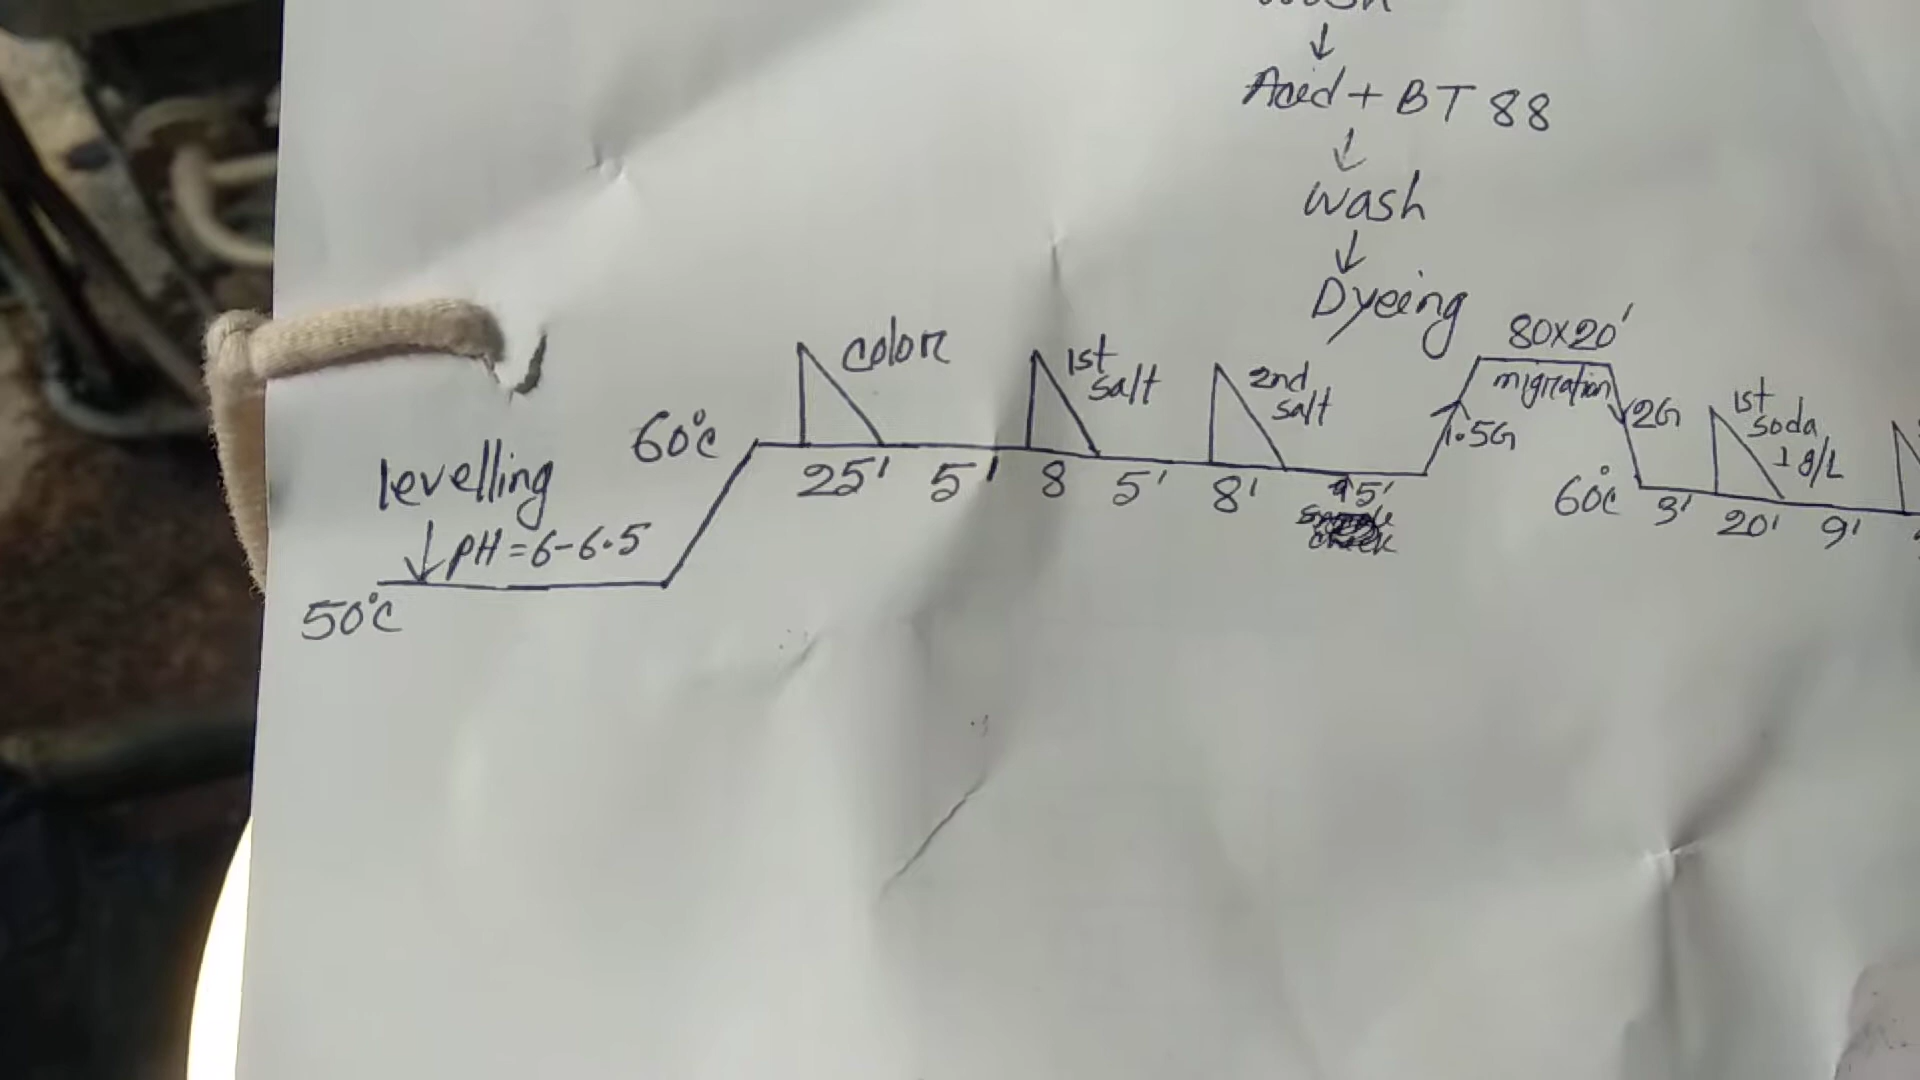 wash
↓
Acid + BT 88
↓
wash
↓
Dyeing
80x20'
migration
color
1st
salt
2nd
salt
1.5G
2G
1st
soda
1 g/L
60°c
25' 5' 8 5' 8' 5'
60°c
3' 20' 9'
levelling
↓ PH = 6-6.5
50°c